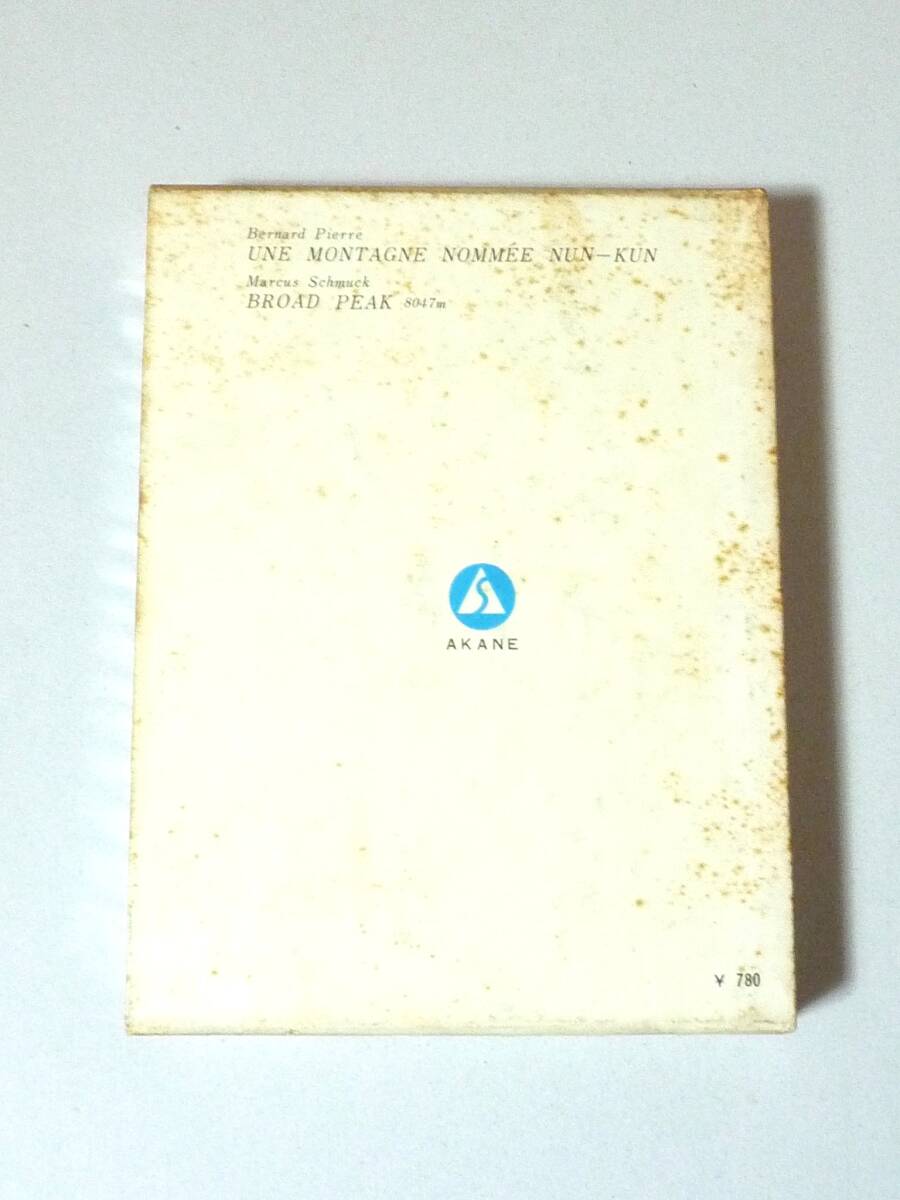 Bernard Pierre
UNE MONTAGNE NOMMÉE NUN-KUN
Marcus Schmuck
BROAD PEAK 8047m
AKANE
¥ 780